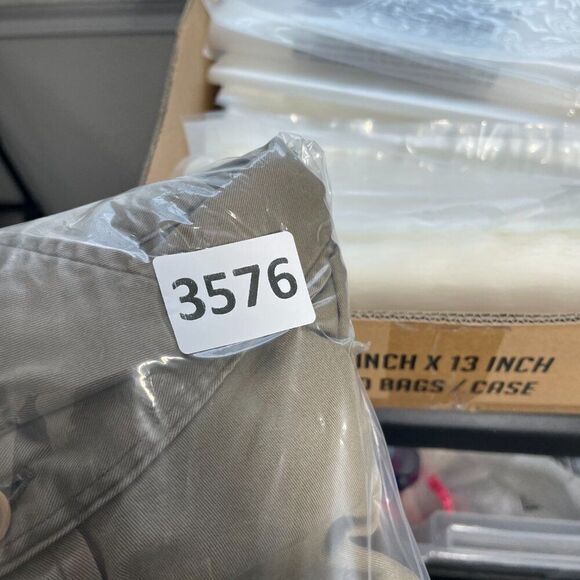 3576
INCH X 13 INCH
BAGS / CASE